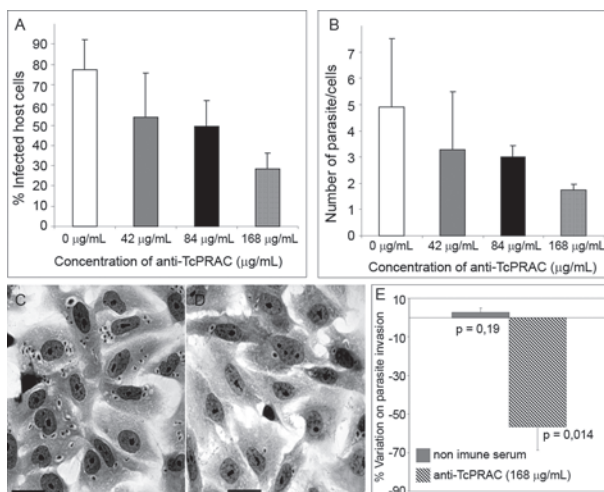 A
% Infected host cells
90
80
70
60
50
40
30
20
10
0
0 µg/mL 42 µg/mL 84 µg/mL 168 µg/mL
Concentration of anti-TcPRAC (µg/mL)
B
Number of parasite/cells
7
6
5
4
3
2
1
0
0 µg/mL 42 µg/mL 84 µg/mL 168 µg/mL
Concentration of anti-TcPRAC (µg/mL)
C
D
E
% Variation on parasite invasion
10
-10
-30
-50
-70
-90
p = 0,19
p = 0,014
non imune serum
anti-TcPRAC (168 µg/mL)